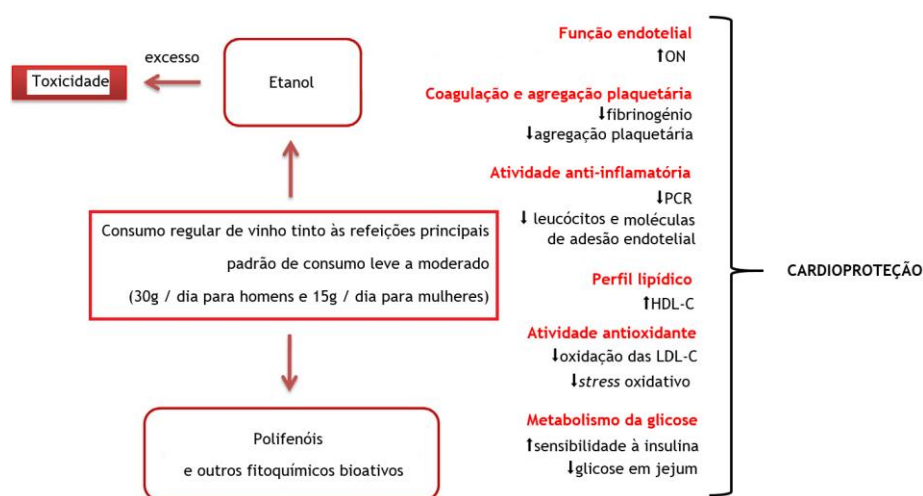 excesso
Toxicidade
Etanol
Consumo regular de vinho tinto às refeições principais
padrão de consumo leve a moderado
(30g / dia para homens e 15g / dia para mulheres)
Polifenóis
e outros fitoquímicos bioativos
Função endotelial
↑ON
Coagulação e agregação plaquetária
↓fibrinogénio
↓agregação plaquetária
Atividade anti-inflamatória
↓PCR
↓ leucócitos e moléculas
de adesão endotelial
Perfil lipídico
↑HDL-C
Atividade antioxidante
↓oxidação das LDL-C
↓stress oxidativo
Metabolismo da glicose
↑sensibilidade à insulina
↓glicose em jejum
CARDIOPROTEÇÃO